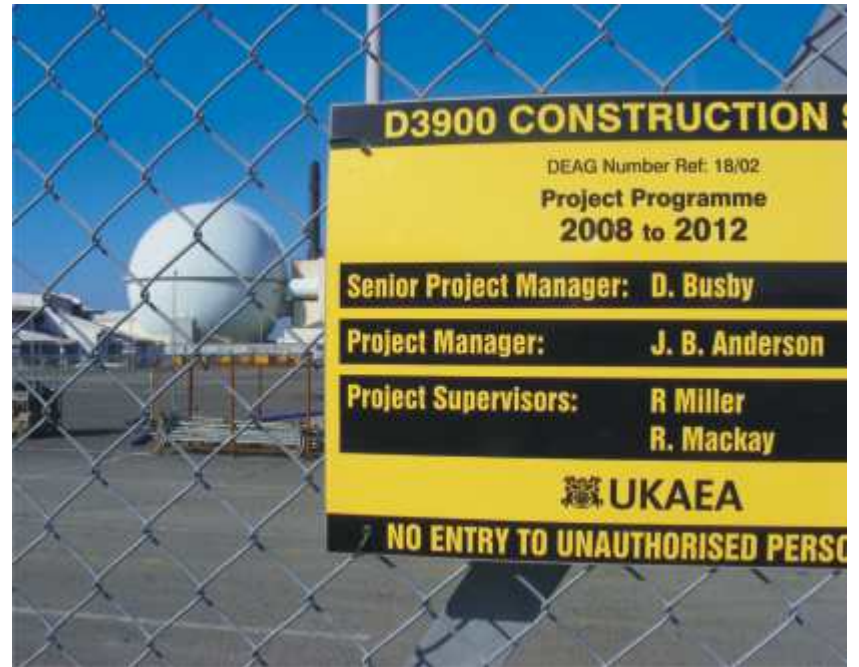 D3900 CONSTRUCTION S
DEAG Number Ref: 18/02
Project Programme
2008 to 2012
Senior Project Manager: D. Busby
Project Manager: J. B. Anderson
Project Supervisors: R Miller
R. Mackay
UKAEA
NO ENTRY TO UNAUTHORISED PERSO